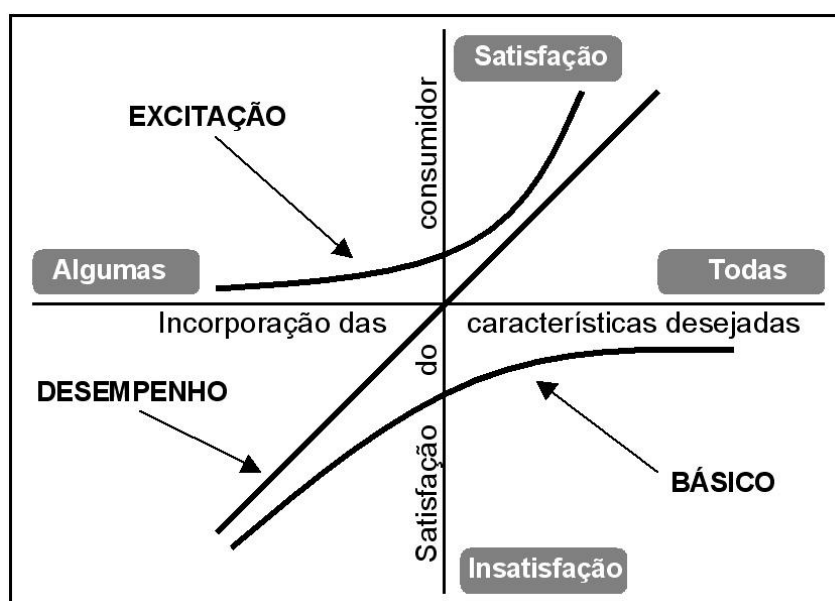 Satisfação
EXCITAÇÃO
Algumas
Todas
Incorporação das características desejadas
Satisfação do consumidor
DESEMPENHO
BÁSICO
Insatisfação